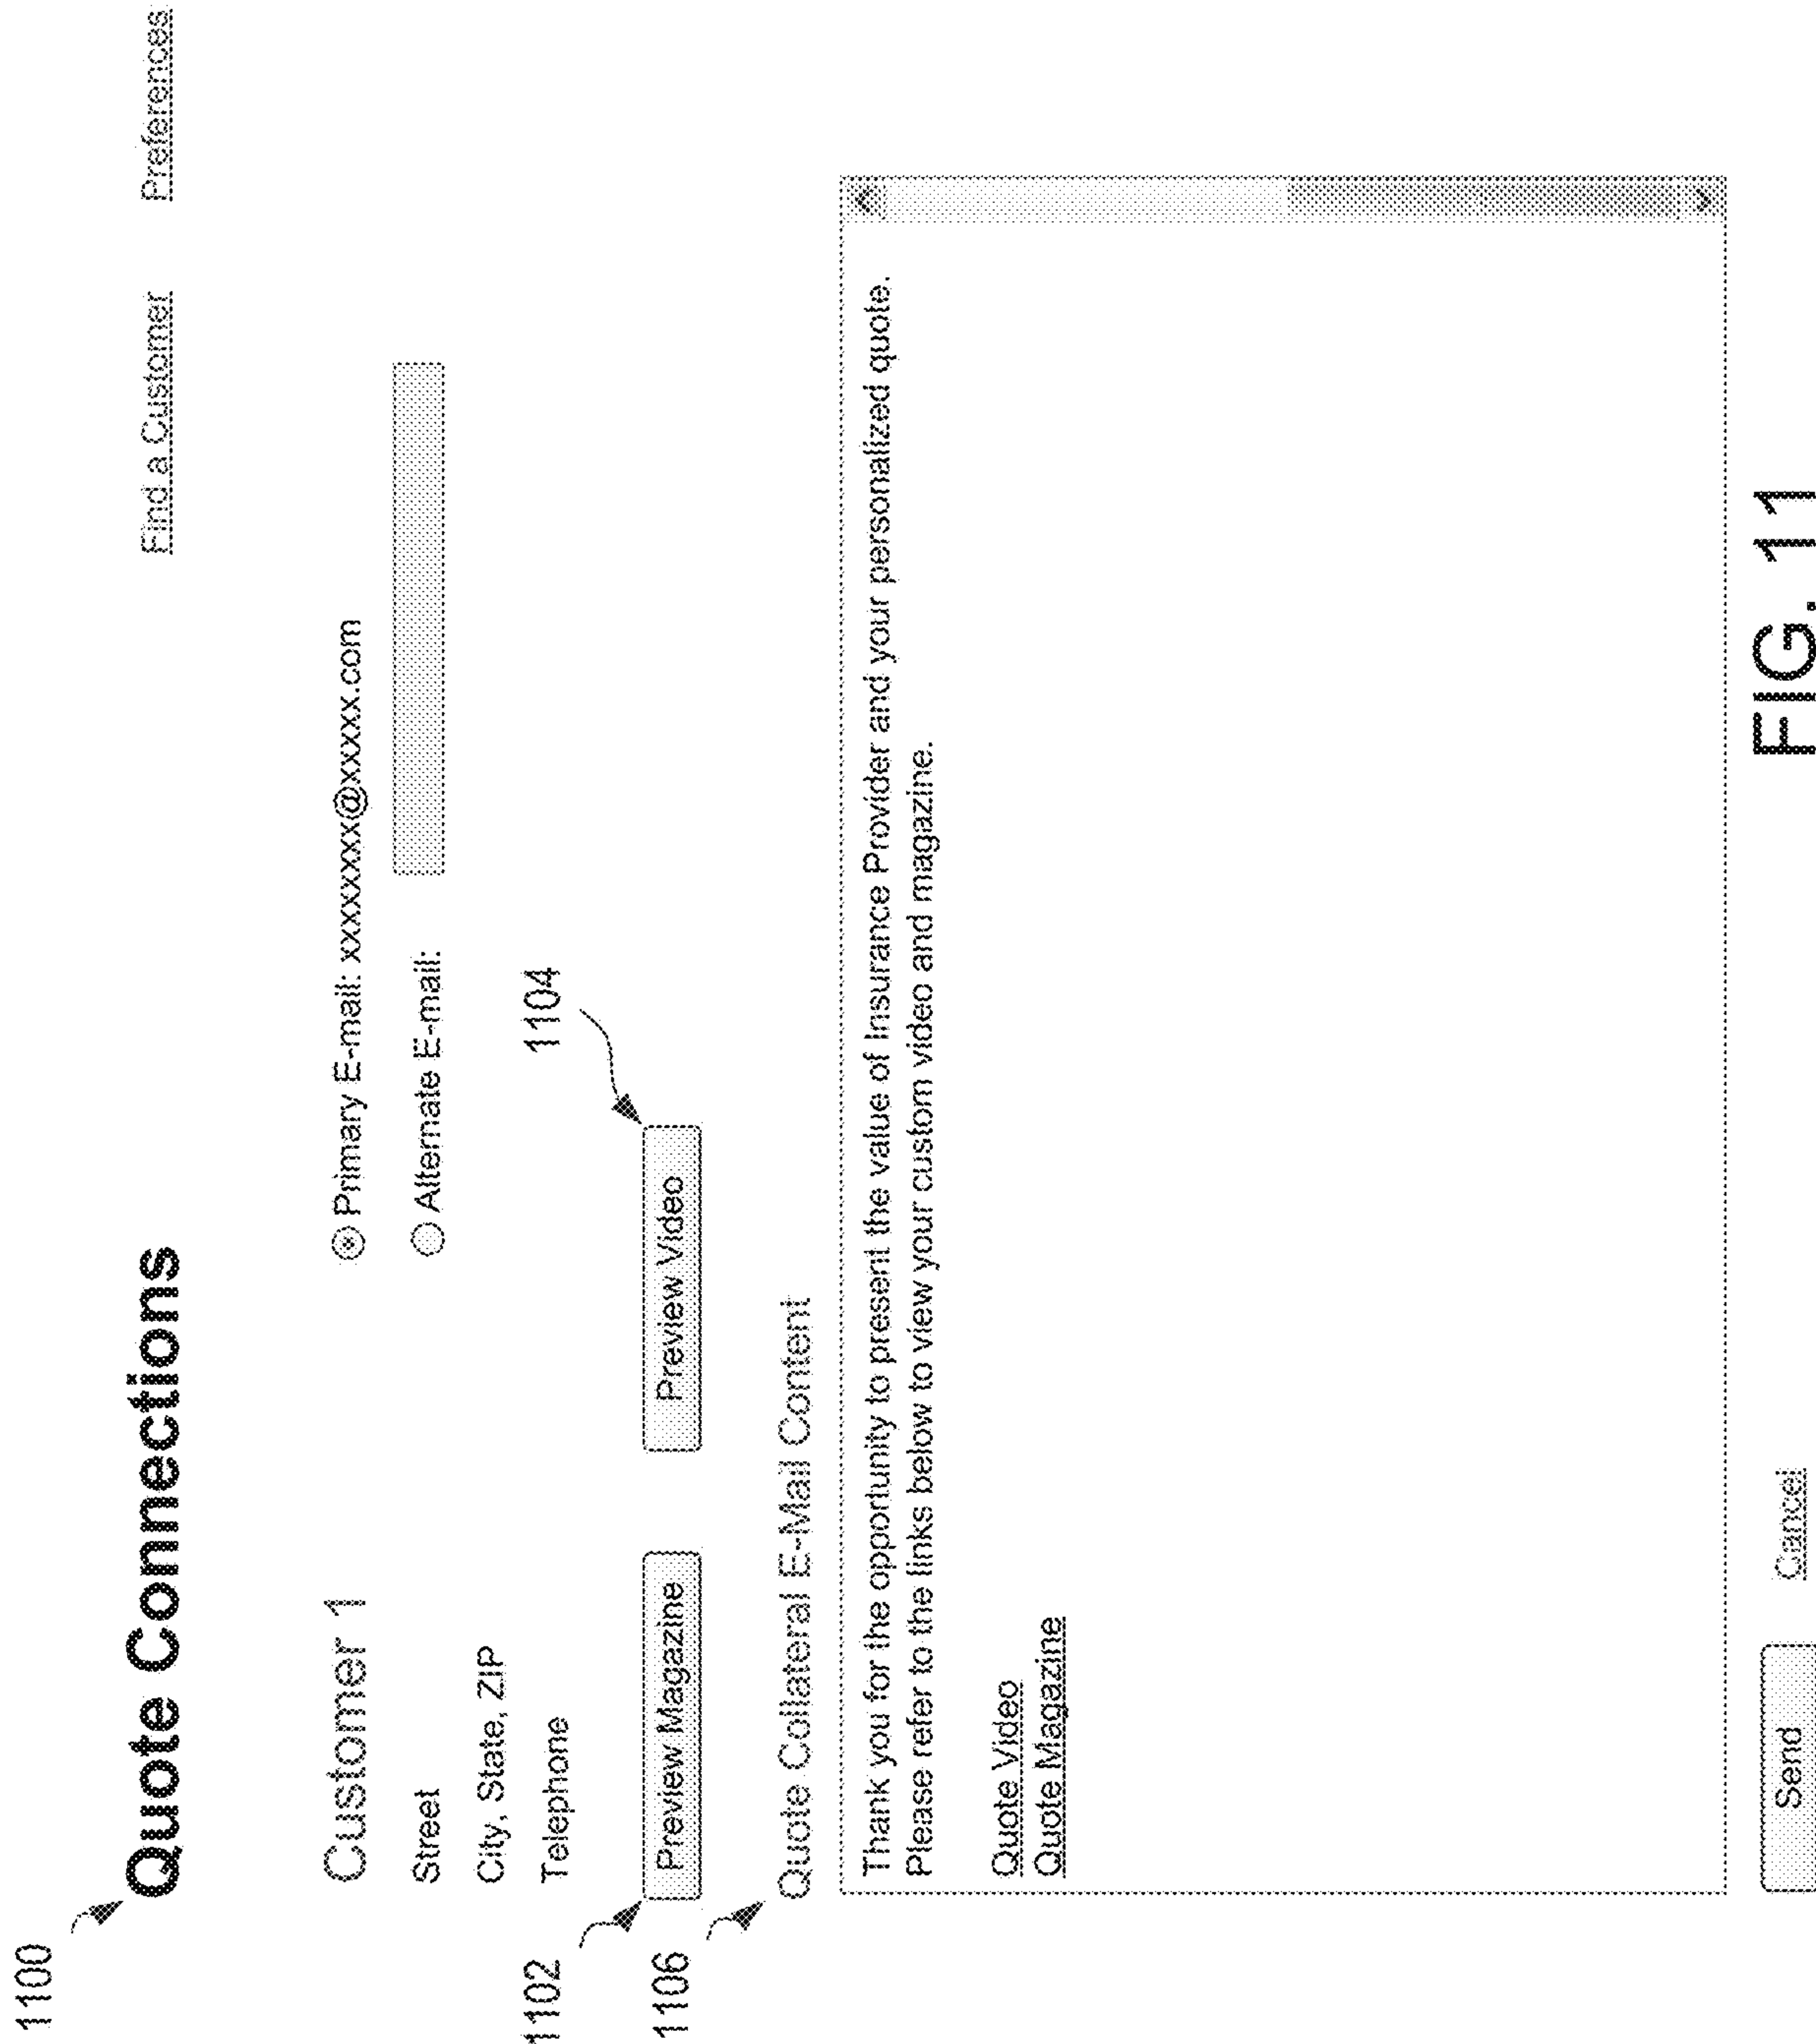 1100
Quote Connections
Find a Customer Preferences
Customer 1
Primary E-mail: xxxxxxx@xxxxx.com
Street
Alternate E-mail:
City, State, ZIP
Telephone
1102
1104
Preview Magazine Preview Video
1106
Quote Collateral E-Mail Content
Thank you for the opportunity to present the value of Insurance Provider and your personalized quote.
Please refer to the links below to view your custom video and magazine.
Quote Video
Quote Magazine
Send Cancel
FIG. 11